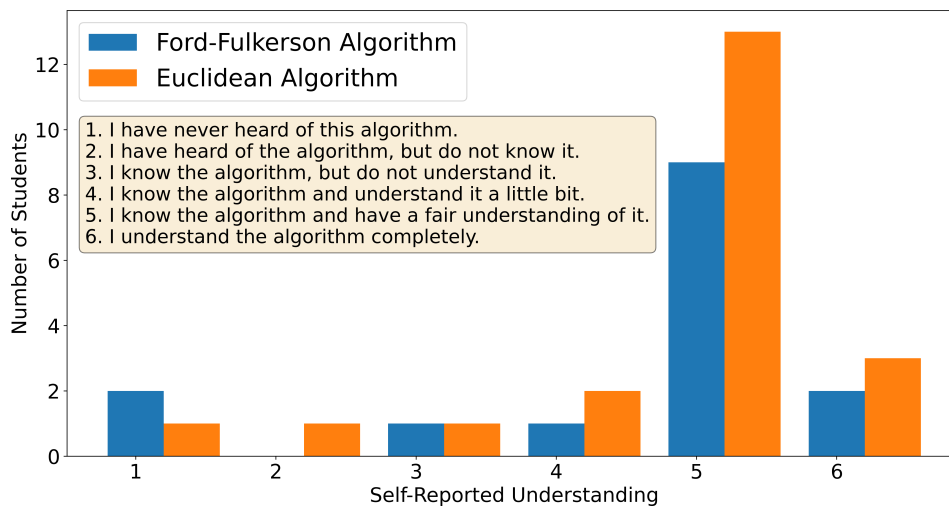 Ford-Fulkerson Algorithm
Euclidean Algorithm
1. I have never heard of this algorithm.
2. I have heard of the algorithm, but do not know it.
3. I know the algorithm, but do not understand it.
4. I know the algorithm and understand it a little bit.
5. I know the algorithm and have a fair understanding of it.
6. I understand the algorithm completely.
Number of Students
12
10
8
6
4
2
0
1 2 3 4 5 6
Self-Reported Understanding